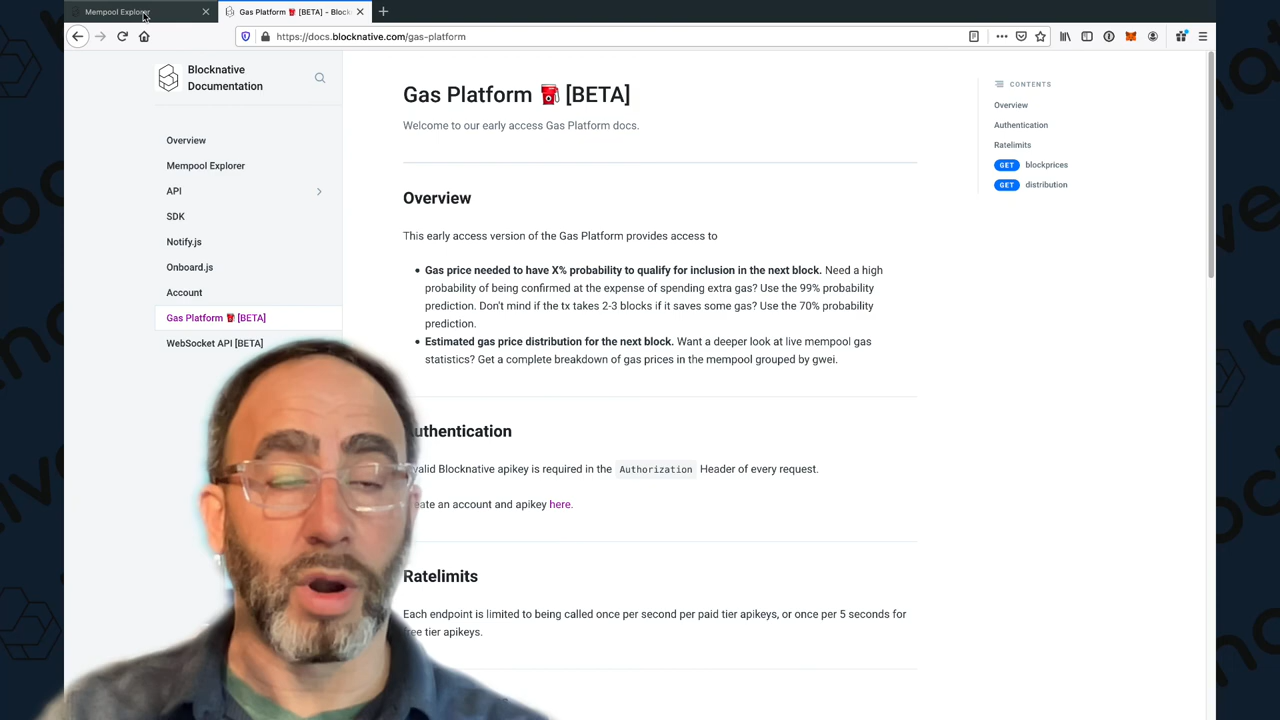 Mempool Explorer
Gas Platform [BETA] - Block
https://docs.blocknative.com/gas-platform
Blocknative
Documentation
Overview
Mempool Explorer
API
SDK
Notify.js
Onboard.js
Account
Gas Platform [BETA]
WebSocket API [BETA]
Gas Platform [BETA]
Welcome to our early access Gas Platform docs.
Overview
This early access version of the Gas Platform provides access to
Gas price needed to have X% probability to qualify for inclusion in the next block. Need a high
probability of being confirmed at the expense of spending extra gas? Use the 99% probability
prediction. Don't mind if the tx takes 2-3 blocks if it saves some gas? Use the 70% probability
prediction.
Estimated gas price distribution for the next block. Want a deeper look at live mempool gas
statistics? Get a complete breakdown of gas prices in the mempool grouped by gwei.
uthentication
valid Blocknative apikey is required in the Authorization Header of every request.
eate an account and apikey here.
Ratelimits
Each endpoint is limited to being called once per second per paid tier apikeys, or once per 5 seconds for
free tier apikeys.
CONTENTS
Overview
Authentication
Ratelimits
GET blockprices
GET distribution